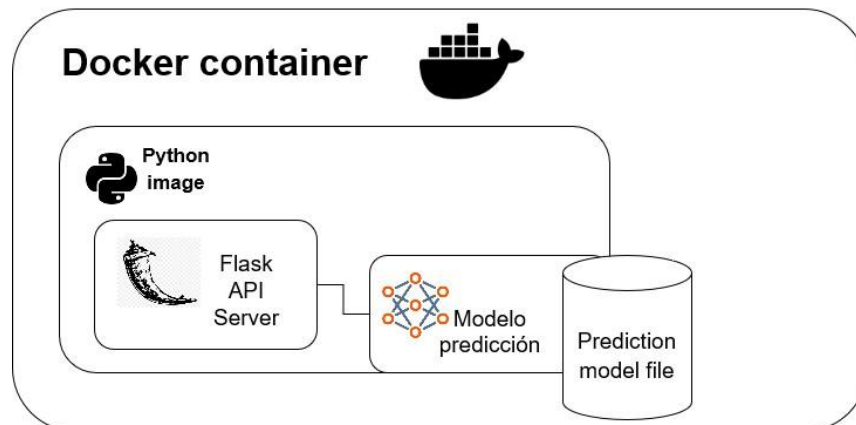 Docker container
Python
image
Flask
API
Server
Modelo
predicción
Prediction
model file